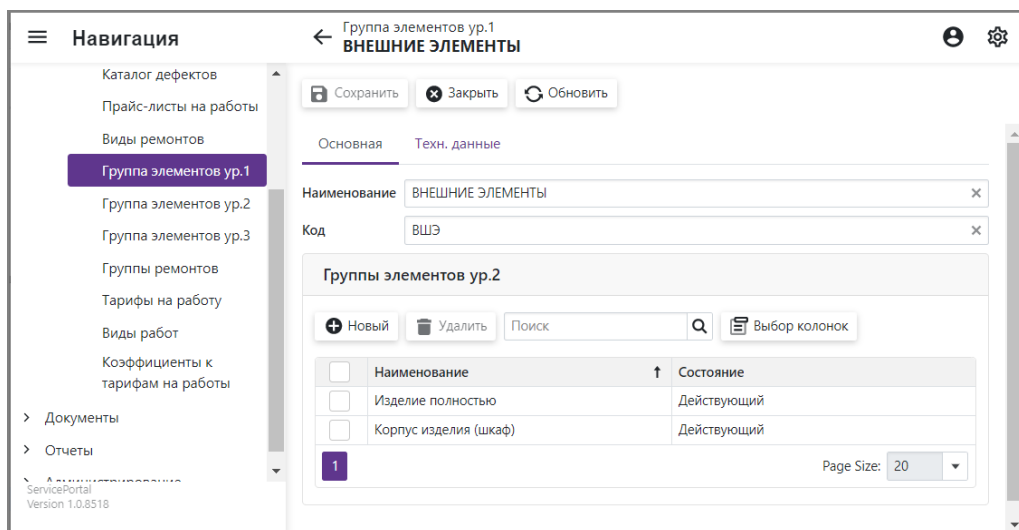 Навигация
Группа элементов ур.1
ВНЕШНИЕ ЭЛЕМЕНТЫ
Каталог дефектов
Прайс-листы на работы
Виды ремонтов
Группа элементов ур.1
Группа элементов ур.2
Группа элементов ур.3
Группы ремонтов
Тарифы на работу
Виды работ
Коэффициенты к
тарифам на работы
Документы
Отчеты
Администрирование
ServicePortal
Version 1.0.8518
Сохранить Закрыть Обновить
Основная Техн. данные
Наименование ВНЕШНИЕ ЭЛЕМЕНТЫ
Код ВШЭ
Группы элементов ур.2
Новый Удалить Поиск Выбор колонок
Наименование Состояние
Изделие полностью Действующий
Корпус изделия (шкаф) Действующий
1 Page Size: 20